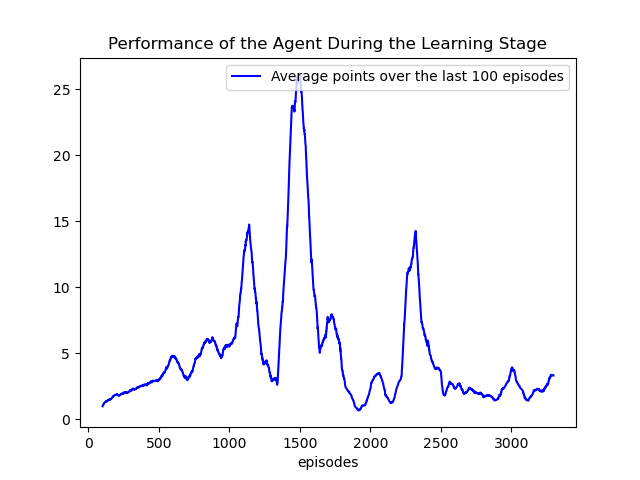 Performance of the Agent During the Learning Stage
Average points over the last 100 episodes
25
20
15
10
5
0
0 500 1000 1500 2000 2500 3000
episodes